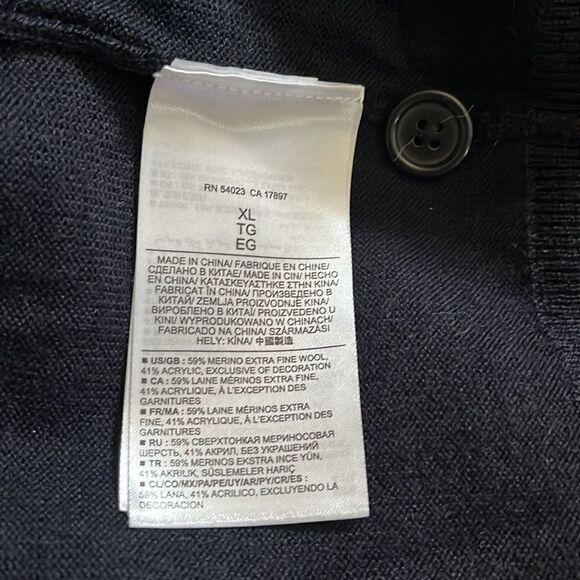 RN 54023 CA 17897
XL
TG
EG
MADE IN CHINA/ FABRIQUE EN CHINE/
СДЕЛАНО В КИТАЕ/ MADE IN CIN/ HECHO
EN CHINA/ ΚΑΤΑΣΚΕΥΑΣΤΗΚΕ ΣΤΗΝ ΚΙΝΑ/
FABRICAT ÎN CHINA/ ПРОИЗВЕДЕНО В
КИТАЙ/ ZEMLJA PROIZVODNJE KINA/
ВИРОБЛЕНО В КИТАЇ/ PROIZVEDENO U
KINI/ WYPRODUKOWANO W CHINACH/
FABRICADO NA CHINA/ SZÁRMAZÁSI
HELY: KÍNA/ 中國製造
■ US/GB : 59% MERINO EXTRA FINE WOOL,
41% ACRYLIC, EXCLUSIVE OF DECORATION
■ CA : 59% LAINE MÉRINOS EXTRA FINE,
41% ACRYLIQUE, À L'EXCEPTION DES
GARNITURES
■ FR/MA : 59% LAINE MÉRINOS EXTRA
FINE, 41% ACRYLIQUE, À L'EXCEPTION DES
GARNITURES
■ RU : 59% СВЕРХТОНКАЯ МЕРИНОСОВАЯ
ШЕРСТЬ, 41% АКРИЛ, БЕЗ УКРАШЕНИЙ
■ TR : 59% MERINOS EKSTRA INCE YÜN,
41% AKRILIK, SÜSLEMELER HARIÇ
■ CL/CO/MX/PA/PE/UY/AR/PY/CR/ES :
59% LANA, 41% ACRILICO, EXCLUYENDO LA
DECORACION